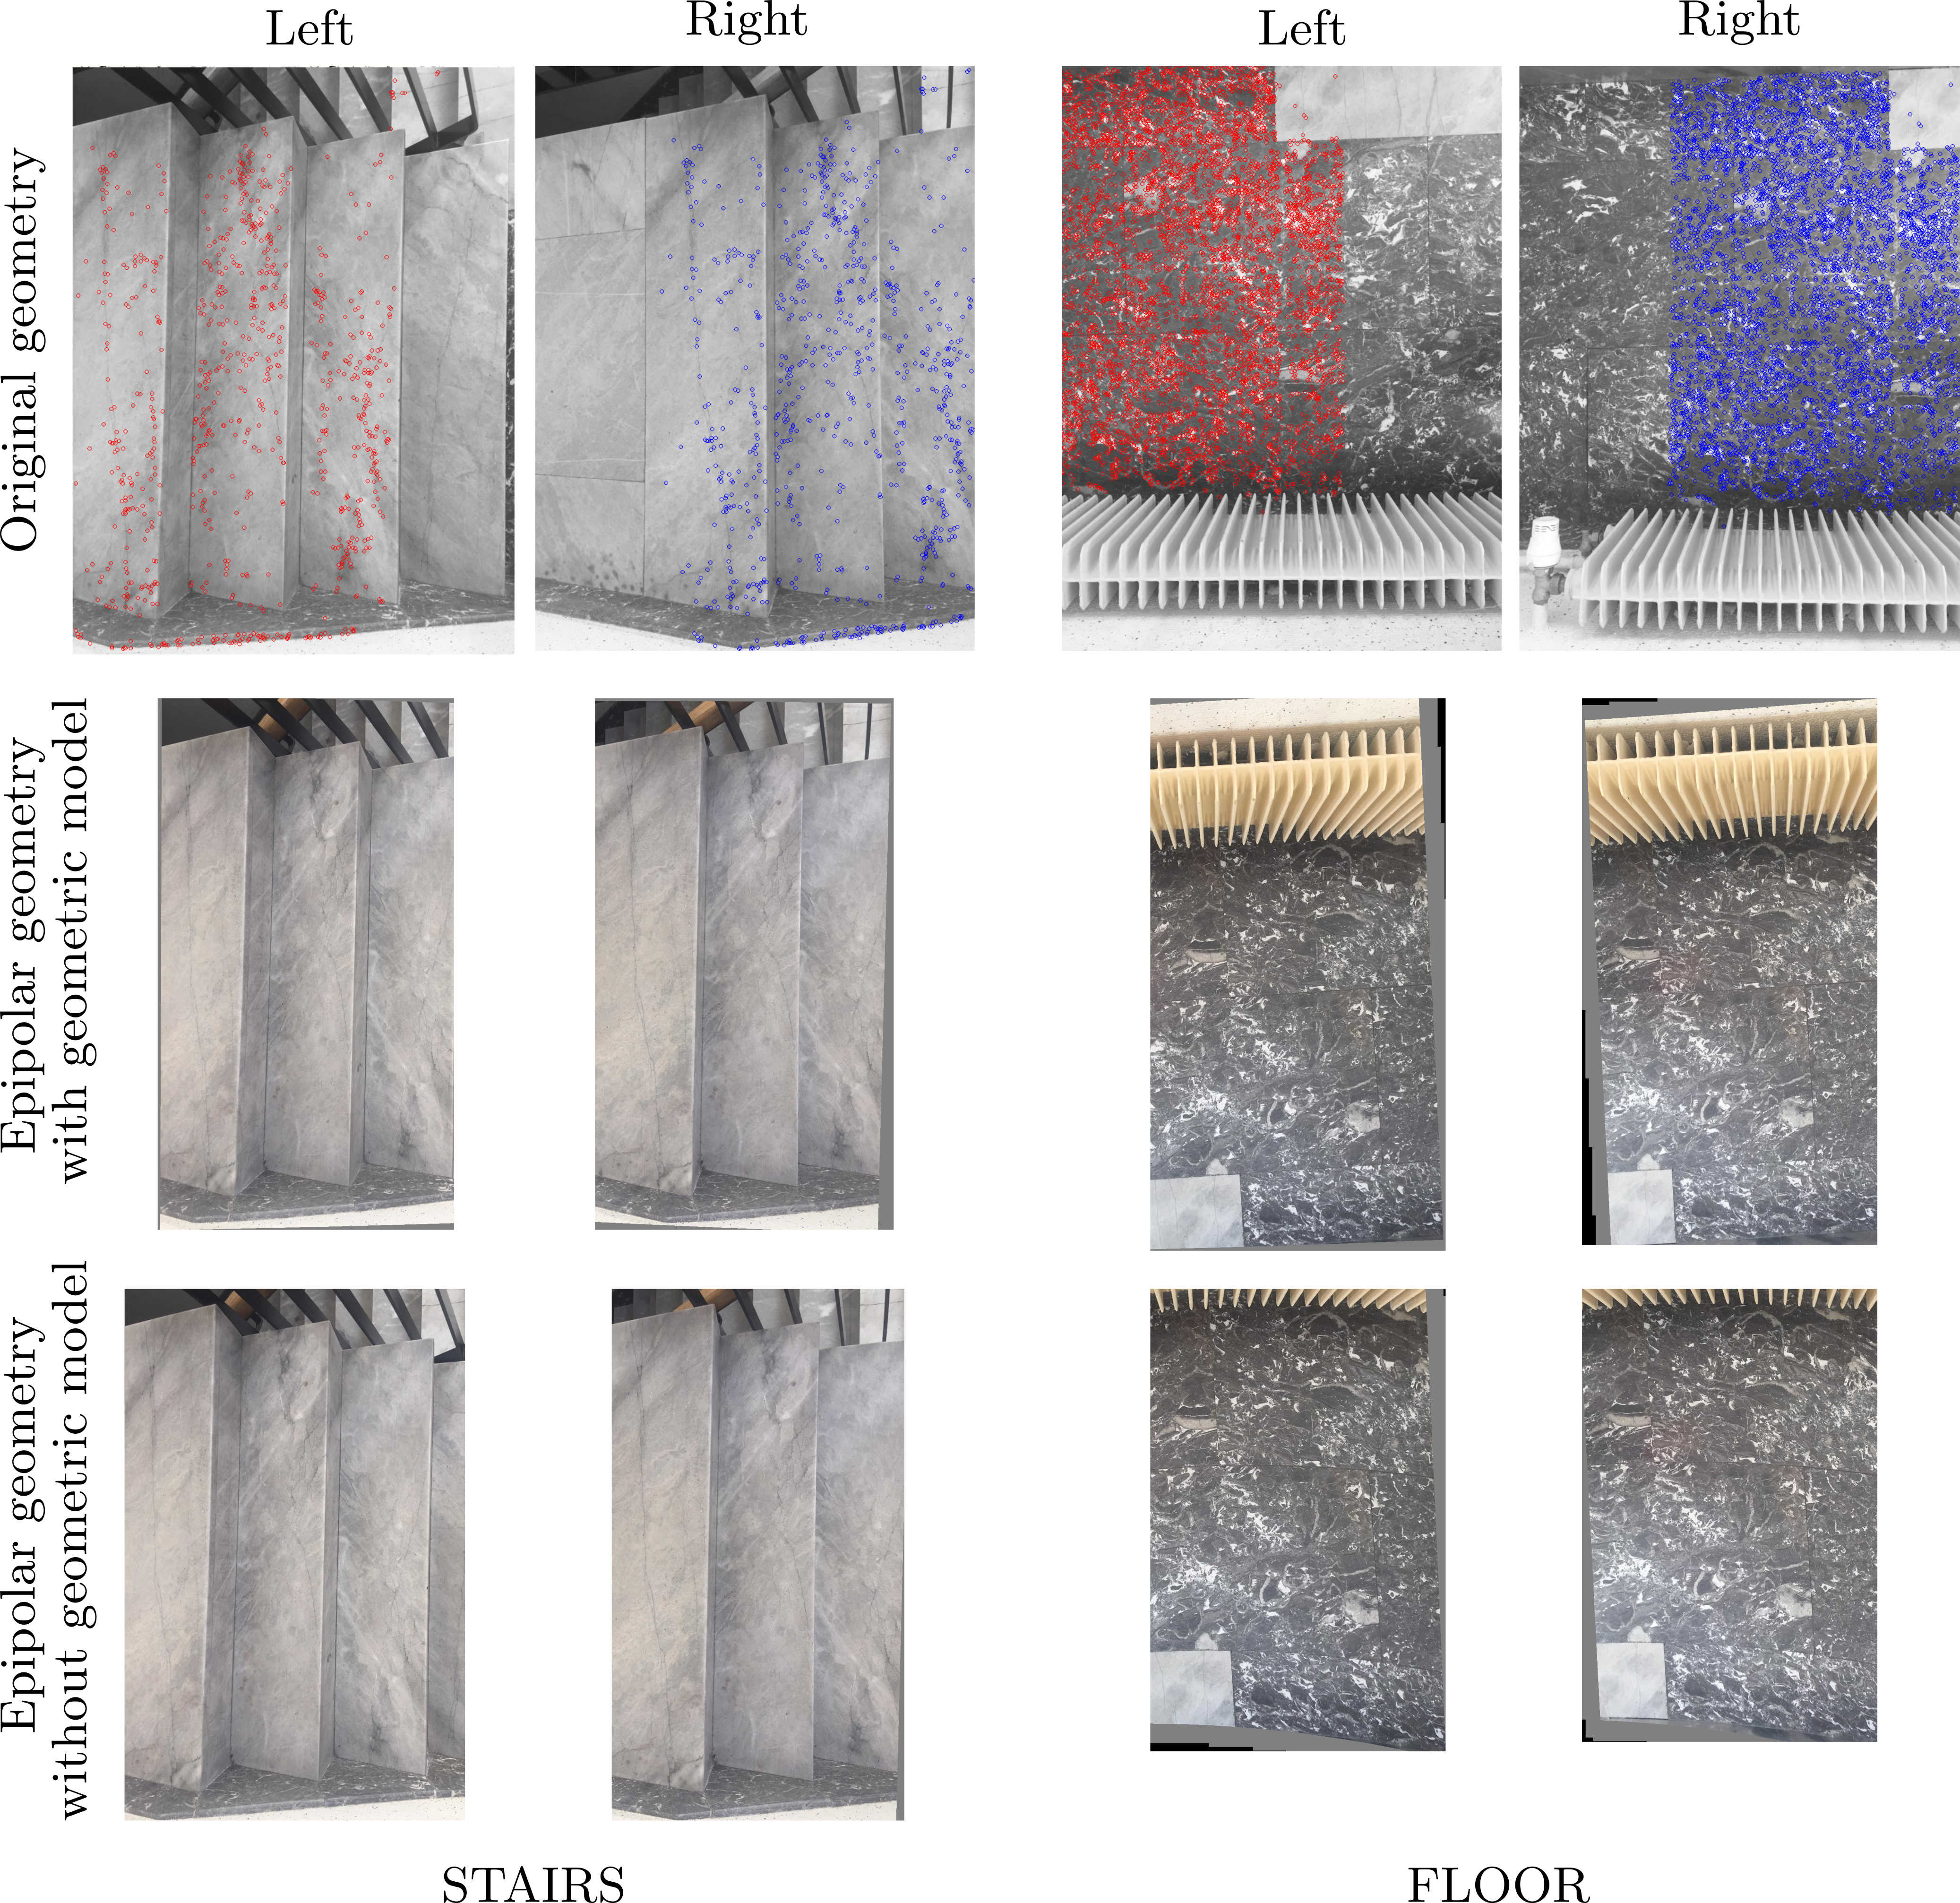 Left
Right
Left
Right
Original geometry
Epipolar geometry
with geometric model
Epipolar geometry
without geometric model
STAIRS
FLOOR